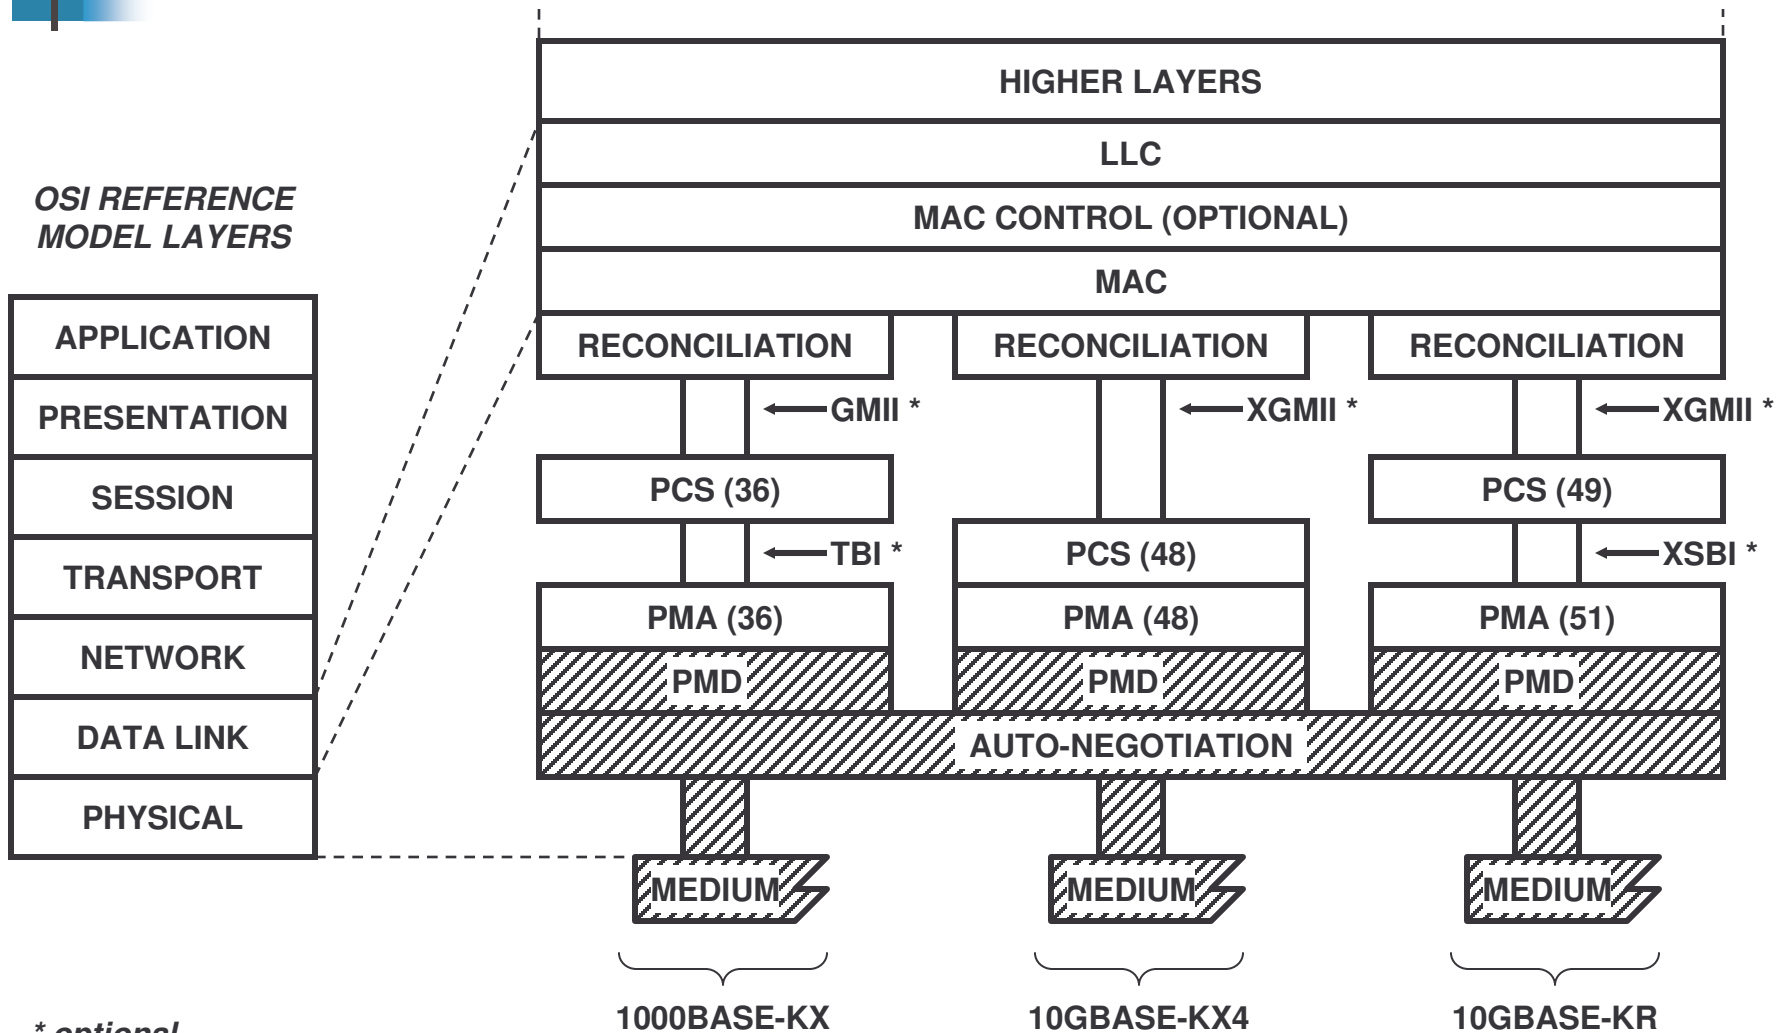 HIGHER LAYERS
LLC
MAC CONTROL (OPTIONAL)
MAC
OSI REFERENCE
MODEL LAYERS
APPLICATION
PRESENTATION
SESSION
TRANSPORT
NETWORK
DATA LINK
PHYSICAL
RECONCILIATION
RECONCILIATION
RECONCILIATION
GMII *
XGMII *
XGMII *
PCS (36)
PCS (49)
TBI *
PCS (48)
XSBI *
PMA (36)
PMA (48)
PMA (51)
PMD
PMD
PMD
AUTO-NEGOTIATION
MEDIUM
MEDIUM
MEDIUM
1000BASE-KX
10GBASE-KX4
10GBASE-KR
* optional